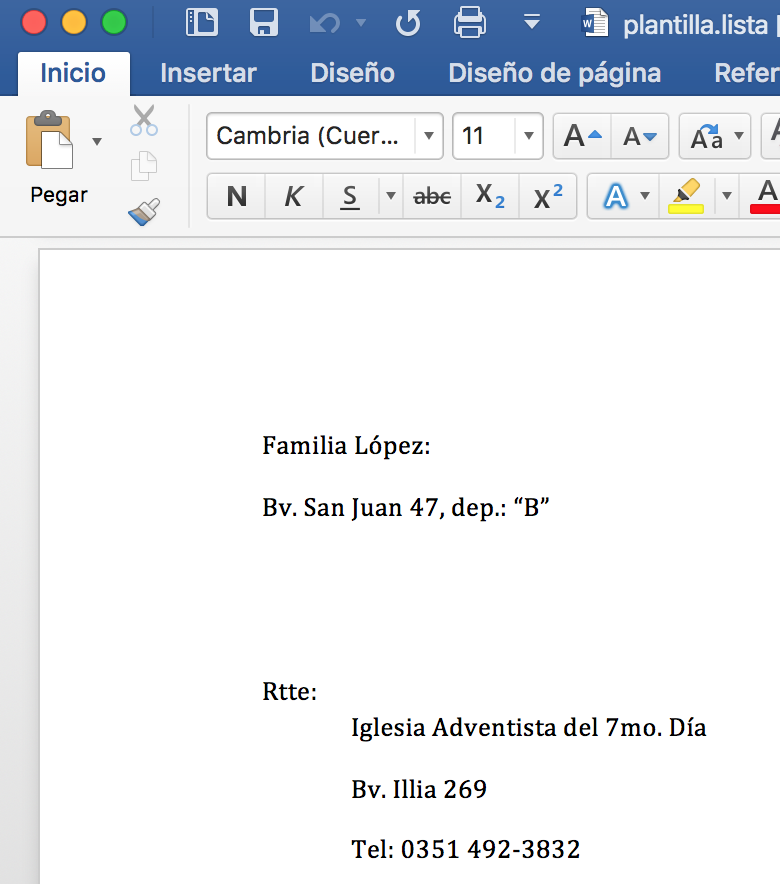 plantilla.lista
Inicio Insertar Diseño Diseño de página
Pegar
Cambria (Cuer... 11 A A Aa
N K S abc X2 X² A A
Familia López:
Bv. San Juan 47, dep.: “B”
Rtte:
Iglesia Adventista del 7mo. Día
Bv. Illia 269
Tel: 0351 492-3832